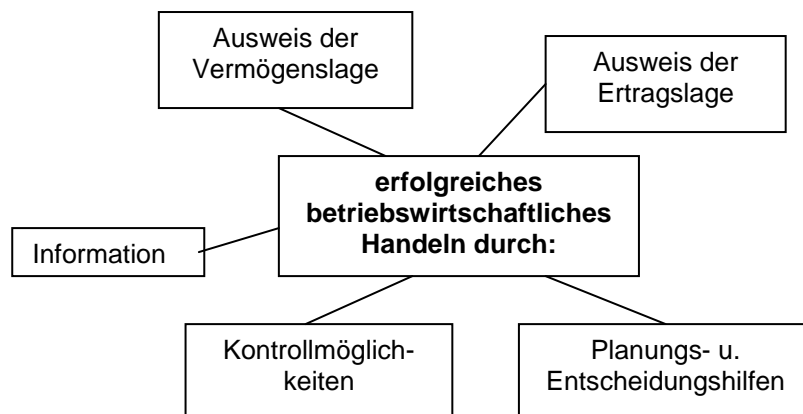 Ausweis der
Vermögenslage
Ausweis der
Ertragslage
erfolgreiches
betriebswirtschaftliches
Handeln durch:
Information
Kontrollmöglich-
keiten
Planungs- u.
Entscheidungshilfen